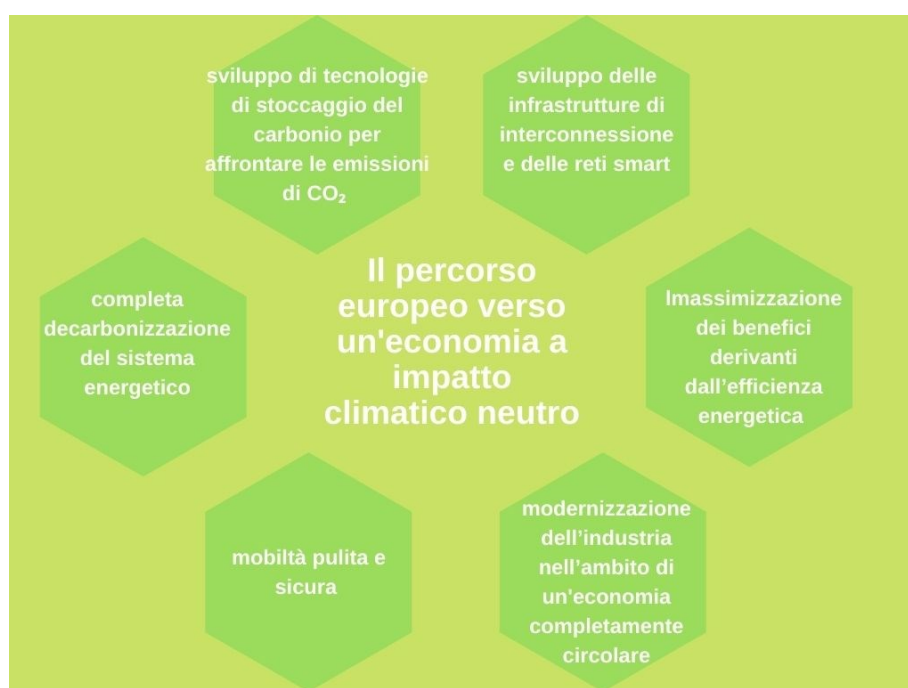 sviluppo di tecnologie
di stoccaggio del
carbonio per
affrontare le emissioni
di CO₂
sviluppo delle
infrastrutture di
interconnessione
e delle reti smart
Il percorso
europeo verso
un'economia a
impatto
climatico neutro
completa
decarbonizzazione
del sistema
energetico
lmassimizzazione
dei benefici
derivanti
dall’efficienza
energetica
mobiltà pulita e
sicura
modernizzazione
dell’industria
nell’ambito di
un'economia
completamente
circolare